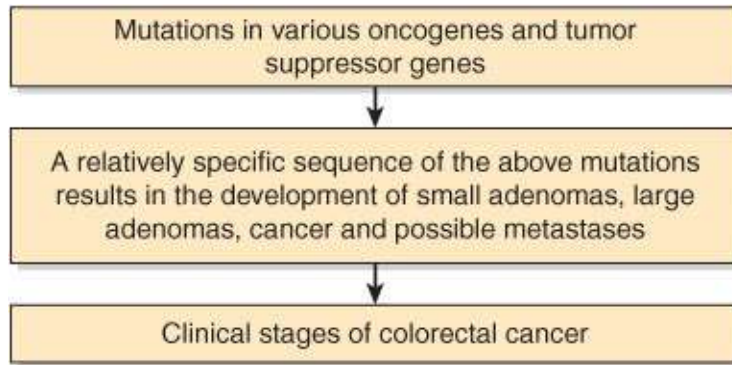 Mutations in various oncogenes and tumor
suppressor genes
A relatively specific sequence of the above mutations
results in the development of small adenomas, large
adenomas, cancer and possible metastases
Clinical stages of colorectal cancer